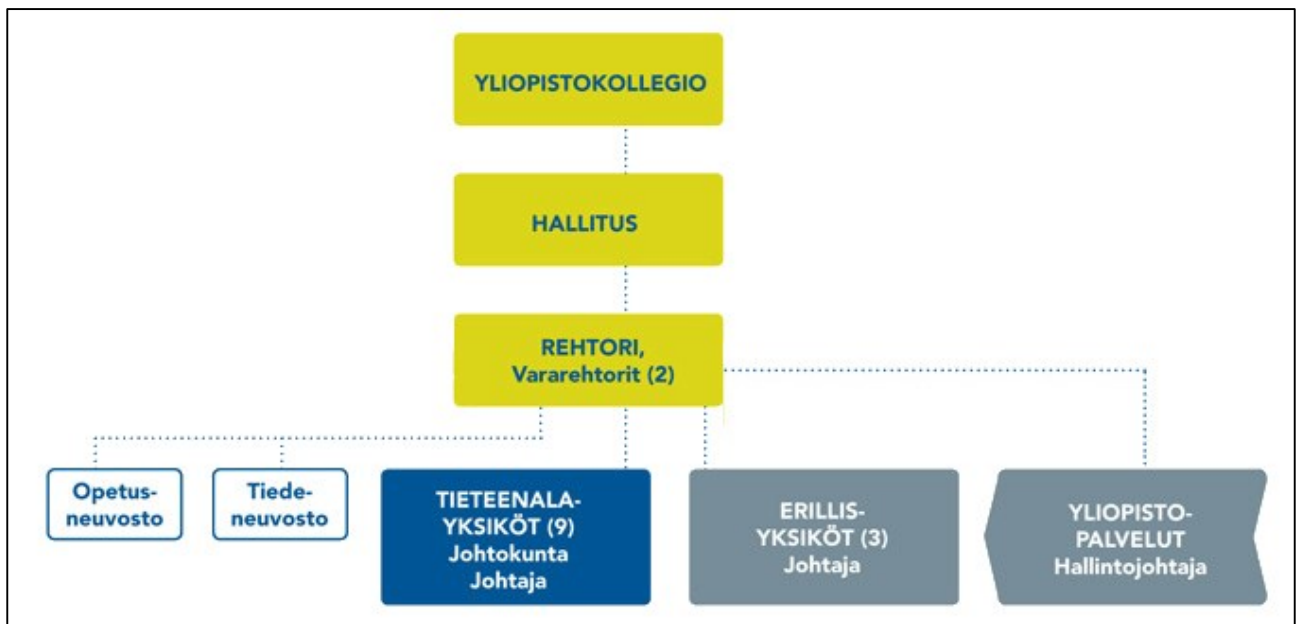 YLIOPISTOKOLLEGIO
HALLITUS
REHTORI,
Vararehtorit (2)
Opetus-
neuvosto
Tiede-
neuvosto
TIETEENALA-
YKSIKÖT (9)
Johtokunta
Johtaja
ERILLIS-
YKSIKÖT (3)
Johtaja
YLIOPISTO-
PALVELUT
Hallintojohtaja